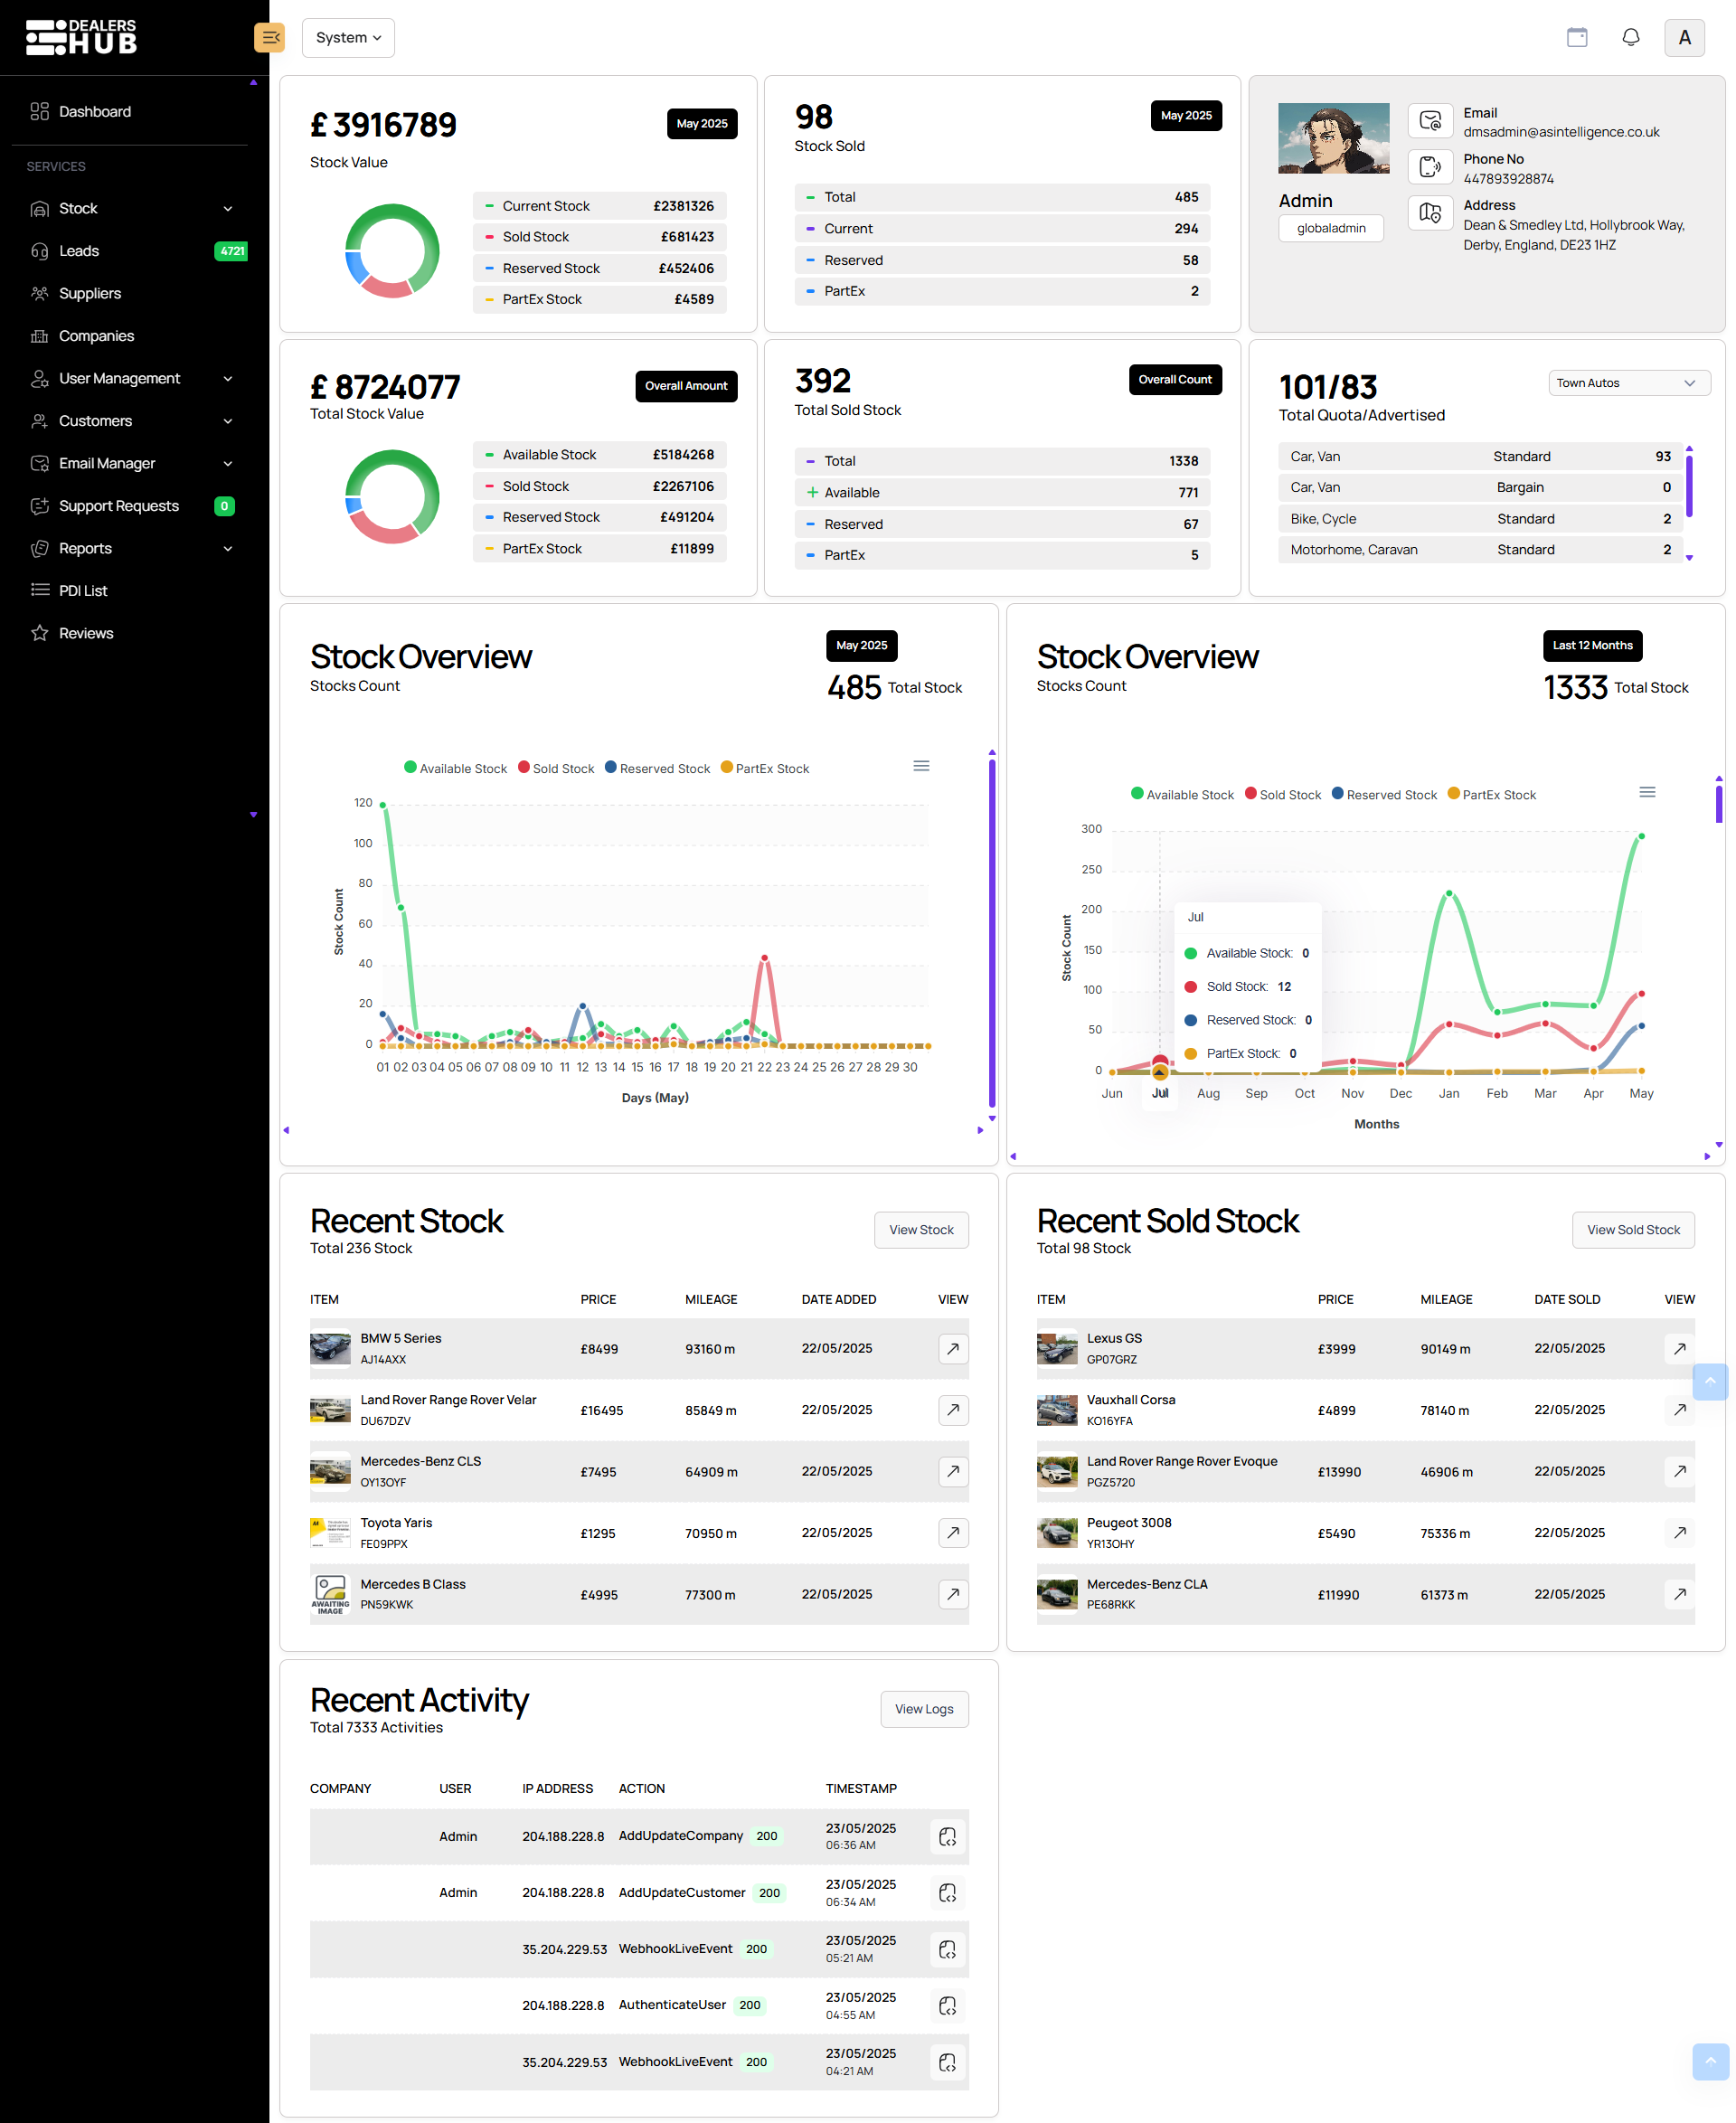 DEALERS
HUB
System
A
Dashboard
SERVICES
Stock
Leads 4721
Suppliers
Companies
User Management
Customers
Email Manager
Support Requests 0
Reports
PDI List
Reviews
£ 3916789
May 2025
Stock Value
Current Stock £2381326
Sold Stock £681423
Reserved Stock £452406
PartEx Stock £4589
98
May 2025
Stock Sold
Total 485
Current 294
Reserved 58
PartEx 2
Admin
globaladmin
Email
dmsadmin@asintelligence.co.uk
Phone No
447893928874
Address
Dean & Smedley Ltd, Hollybrook Way,
Derby, England, DE23 1HZ
£ 8724077
Overall Amount
Total Stock Value
Available Stock £5184268
Sold Stock £2267106
Reserved Stock £491204
PartEx Stock £11899
392
Overall Count
Total Sold Stock
Total 1338
Available 771
Reserved 67
PartEx 5
101/83
Town Autos
Total Quota/Advertised
Car, Van Standard 93
Car, Van Bargain 0
Bike, Cycle Standard 2
Motorhome, Caravan Standard 2
Stock Overview
Stocks Count
May 2025
485 Total Stock
Available Stock Sold Stock Reserved Stock PartEx Stock
120
100
80
60
40
20
0
Stock Count
01 02 03 04 05 06 07 08 09 10 11 12 13 14 15 16 17 18 19 20 21 22 23 24 25 26 27 28 29 30
Days (May)
Stock Overview
Stocks Count
Last 12 Months
1333 Total Stock
Available Stock Sold Stock Reserved Stock PartEx Stock
300
250
200
150
100
50
0
Stock Count
Jul
Available Stock: 0
Sold Stock: 12
Reserved Stock: 0
PartEx Stock: 0
Jun Jul Aug Sep Oct Nov Dec Jan Feb Mar Apr May
Months
Recent Stock
Total 236 Stock
View Stock
ITEM PRICE MILEAGE DATE ADDED VIEW
BMW 5 Series
AJ14AXX
£8499 93160 m 22/05/2025
Land Rover Range Rover Velar
DU67DZV
£16495 85849 m 22/05/2025
Mercedes-Benz CLS
OY13OYF
£7495 64909 m 22/05/2025
Toyota Yaris
FE09PPX
£1295 70950 m 22/05/2025
AWAITING
IMAGE
Mercedes B Class
PN59KWK
£4995 77300 m 22/05/2025
Recent Sold Stock
Total 98 Stock
View Sold Stock
ITEM PRICE MILEAGE DATE SOLD VIEW
Lexus GS
GP07GRZ
£3999 90149 m 22/05/2025
Vauxhall Corsa
KO16YFA
£4899 78140 m 22/05/2025
Land Rover Range Rover Evoque
PGZ5720
£13990 46906 m 22/05/2025
Peugeot 3008
YR13OHY
£5490 75336 m 22/05/2025
Mercedes-Benz CLA
PE68RKK
£11990 61373 m 22/05/2025
Recent Activity
Total 7333 Activities
View Logs
COMPANY USER IP ADDRESS ACTION TIMESTAMP
Admin 204.188.228.8 AddUpdateCompany 200 23/05/2025
06:36 AM
Admin 204.188.228.8 AddUpdateCustomer 200 23/05/2025
06:34 AM
35.204.229.53 WebhookLiveEvent 200 23/05/2025
05:21 AM
204.188.228.8 AuthenticateUser 200 23/05/2025
04:55 AM
35.204.229.53 WebhookLiveEvent 200 23/05/2025
04:21 AM